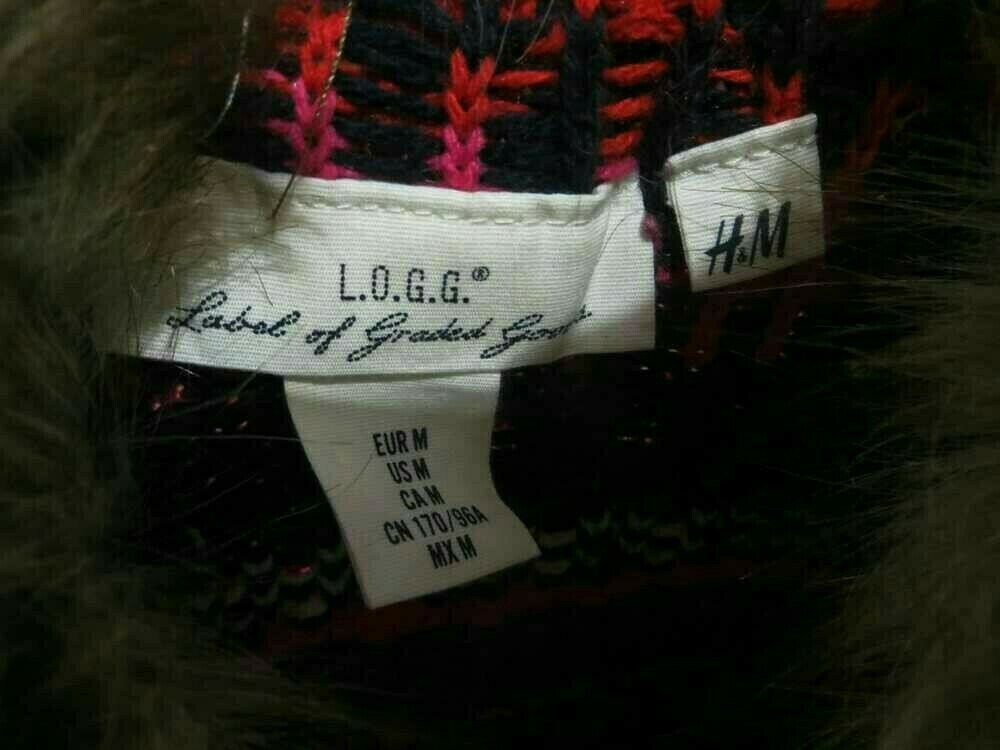 L.O.G.G.®
Label of Graded Goods
H&M
EUR M
US M
CA M
CN 170/96A
MX M